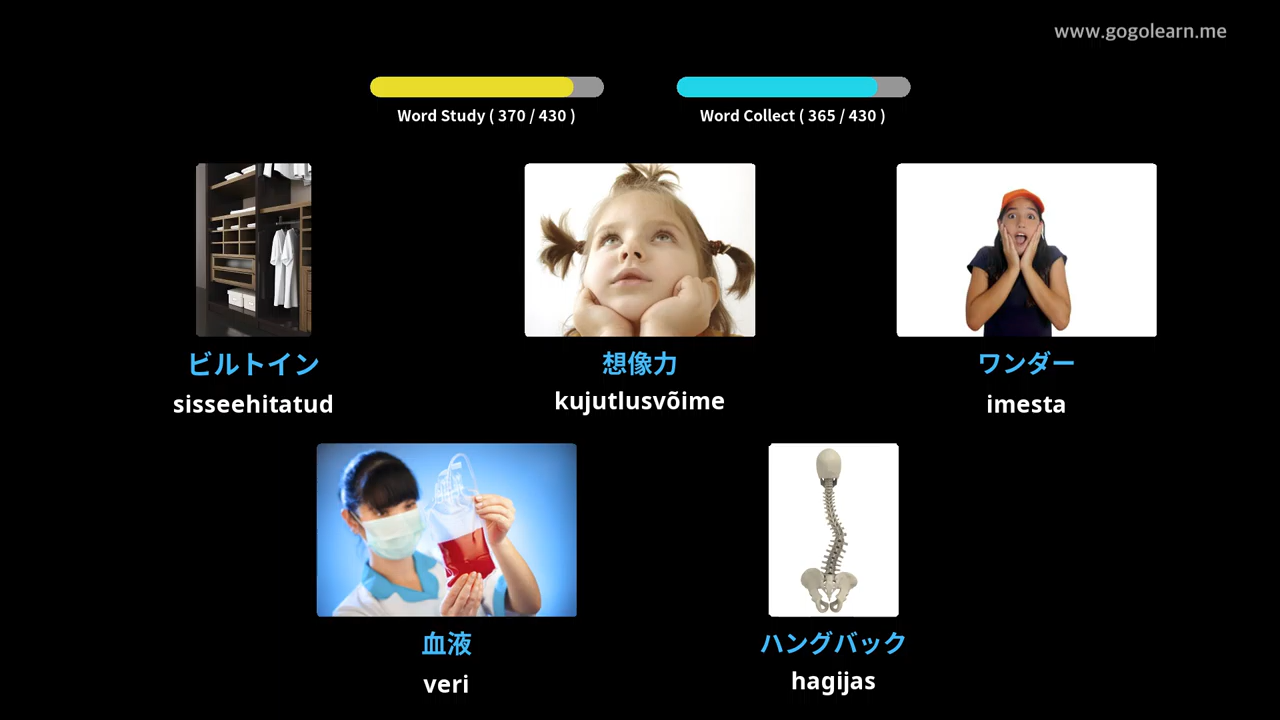 www.gogolearn.me
Word Study ( 370 / 430 )
Word Collect ( 365 / 430 )
ビルトイン
sisseehitatud
想像力
kujutlusvõime
ワンダー
imesta
血液
veri
ハングバック
hagijas